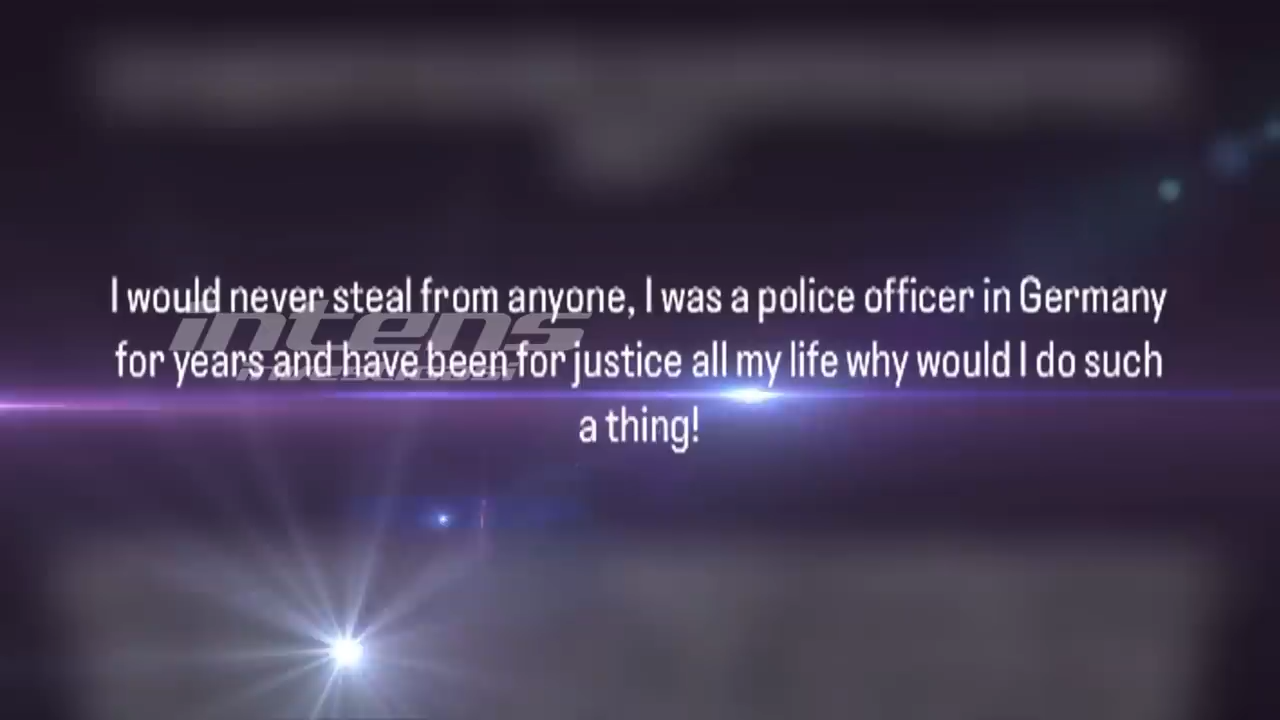 I would never steal from anyone, I was a police officer in Germany
intens
for years and have been for justice all my life why would I do such
a thing!